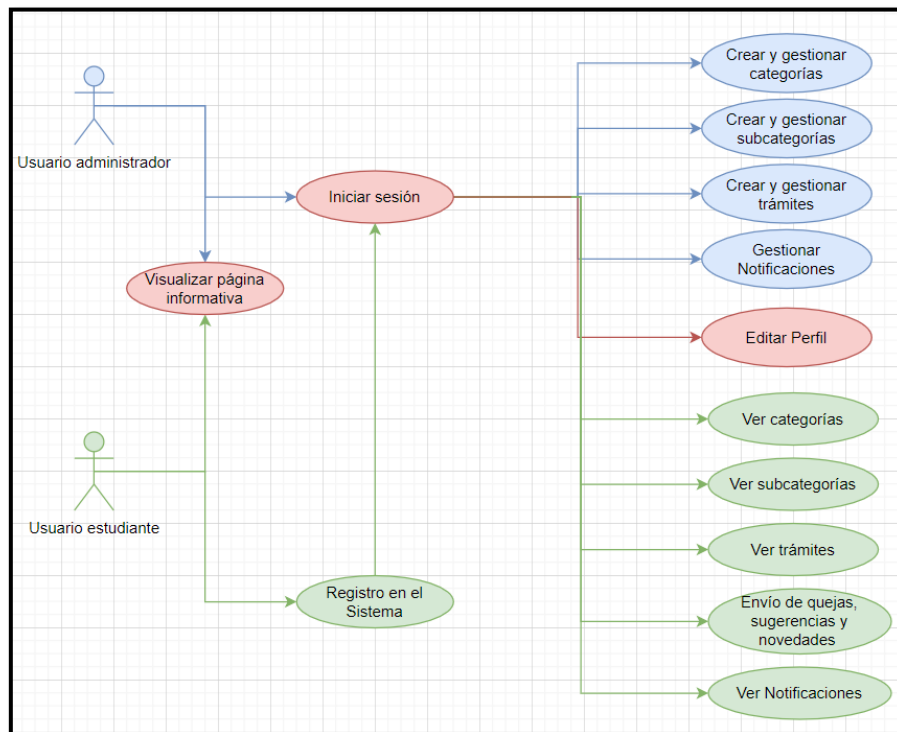 Crear y gestionar
categorías
Usuario administrador
Crear y gestionar
subcategorías
Iniciar sesión
Crear y gestionar
trámites
Gestionar
Notificaciones
Visualizar página
informativa
Editar Perfil
Ver categorías
Ver subcategorías
Usuario estudiante
Ver trámites
Registro en el
Sistema
Envío de quejas,
sugerencias y
novedades
Ver Notificaciones